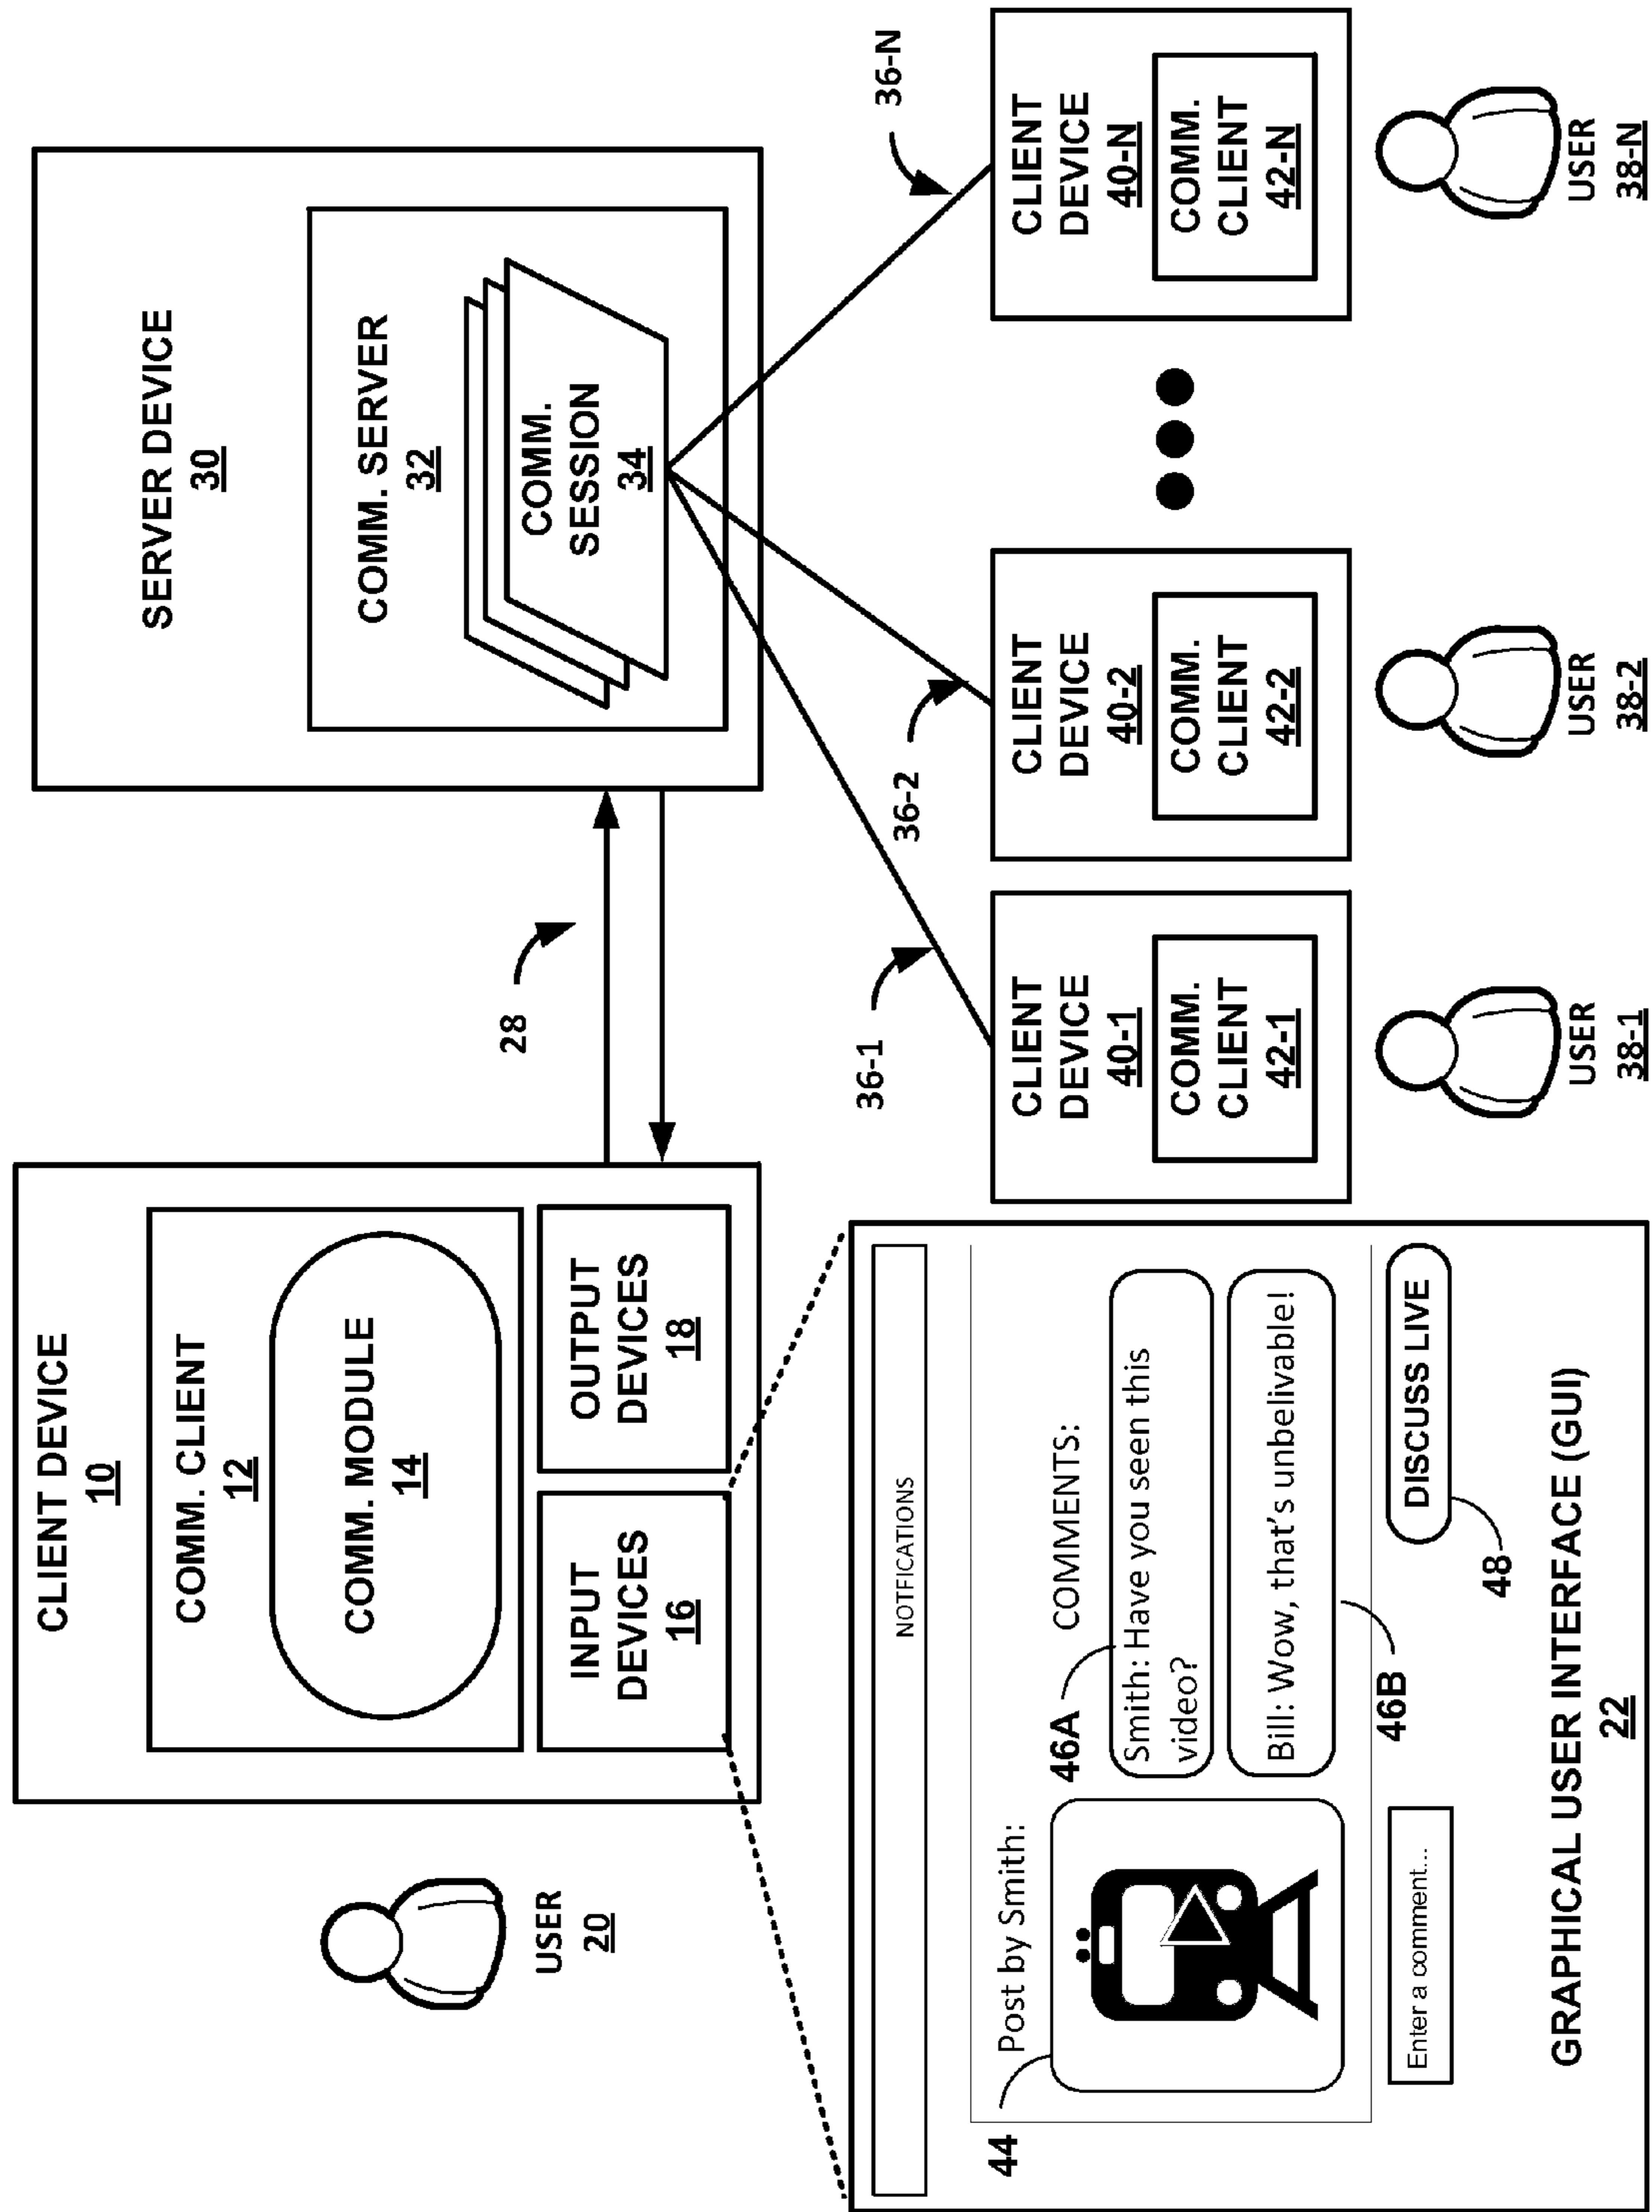 CLIENT DEVICE
10
COMM. CLIENT
12
COMM. MODULE
14
INPUT
DEVICES
16
OUTPUT
DEVICES
18
USER
20
28
SERVER DEVICE
30
COMM. SERVER
32
COMM.
SESSION
34
NOTFICATIONS
44
Post by Smith:
COMMENTS:
46A
Smith: Have you seen this
video?
Bill: Wow, that's unbelivable!
46B
Enter a comment...
48
DISCUSS LIVE
GRAPHICAL USER INTERFACE (GUI)
22
36-1
36-2
36-N
CLIENT
DEVICE
40-1
COMM.
CLIENT
42-1
USER
38-1
CLIENT
DEVICE
40-2
COMM.
CLIENT
42-2
USER
38-2
CLIENT
DEVICE
40-N
COMM.
CLIENT
42-N
USER
38-N